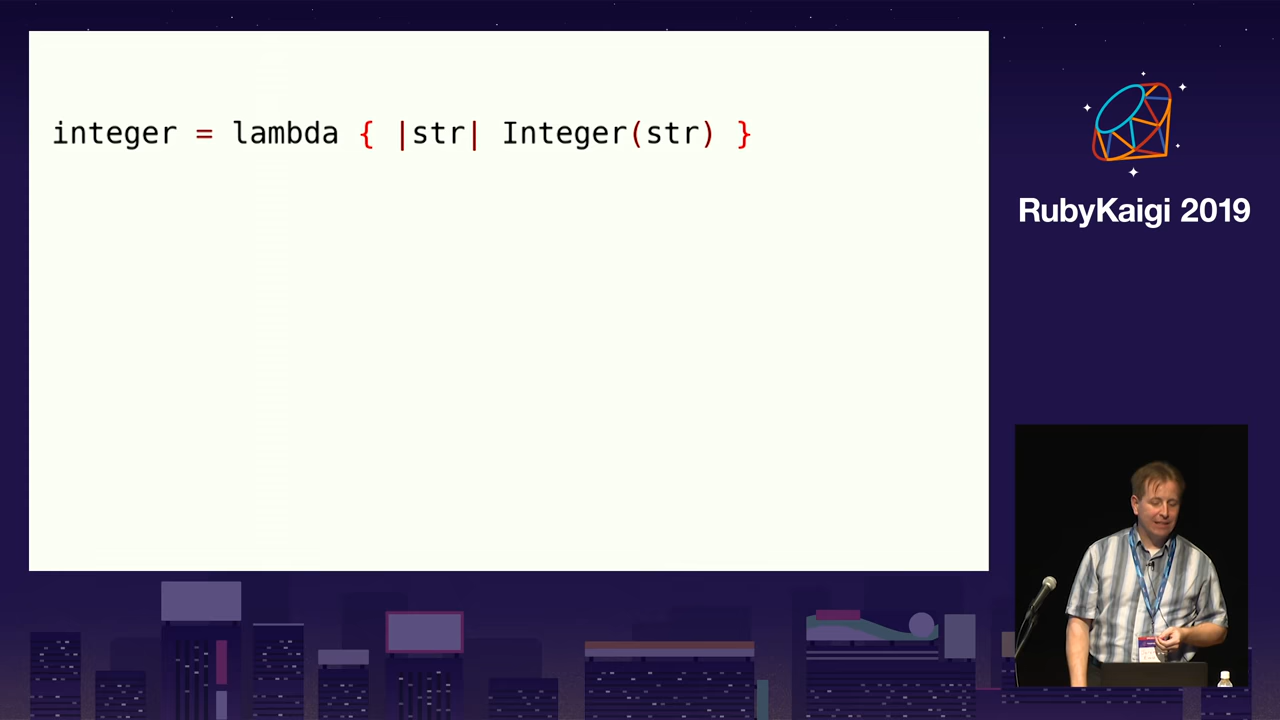 integer = lambda { |str| Integer(str) }
RubyKaigi 2019